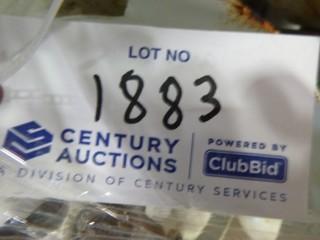 LOT NO
1883
CENTURY
AUCTIONS
POWERED BY
ClubBid
DIVISION OF CENTURY SERVICES